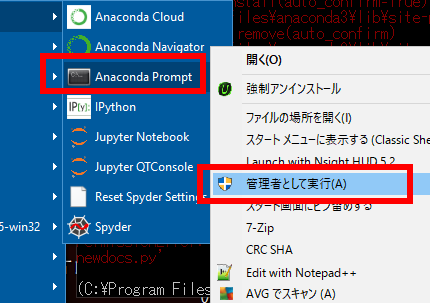 Anaconda Cloud
Anaconda Navigator
Anaconda Prompt
IPython
Jupyter Notebook
Jupyter QTConsole
Reset Spyder Settin
Spyder
5-win32
開く(O)
強制アンインストール
ファイルの場所を開く(I)
スタート メニューに表示する (Classic She
Launch with Nsight HUD 5.2
管理者として実行(A)
スタート画面にピン留めする
7-Zip
CRC SHA
Edit with Notepad++
AVG でスキャン (A)
stall(auto_confirm=True)
files\anaconda3\lib\site-
remove(auto_confirm)
newdocs.py
(C:\Program Files